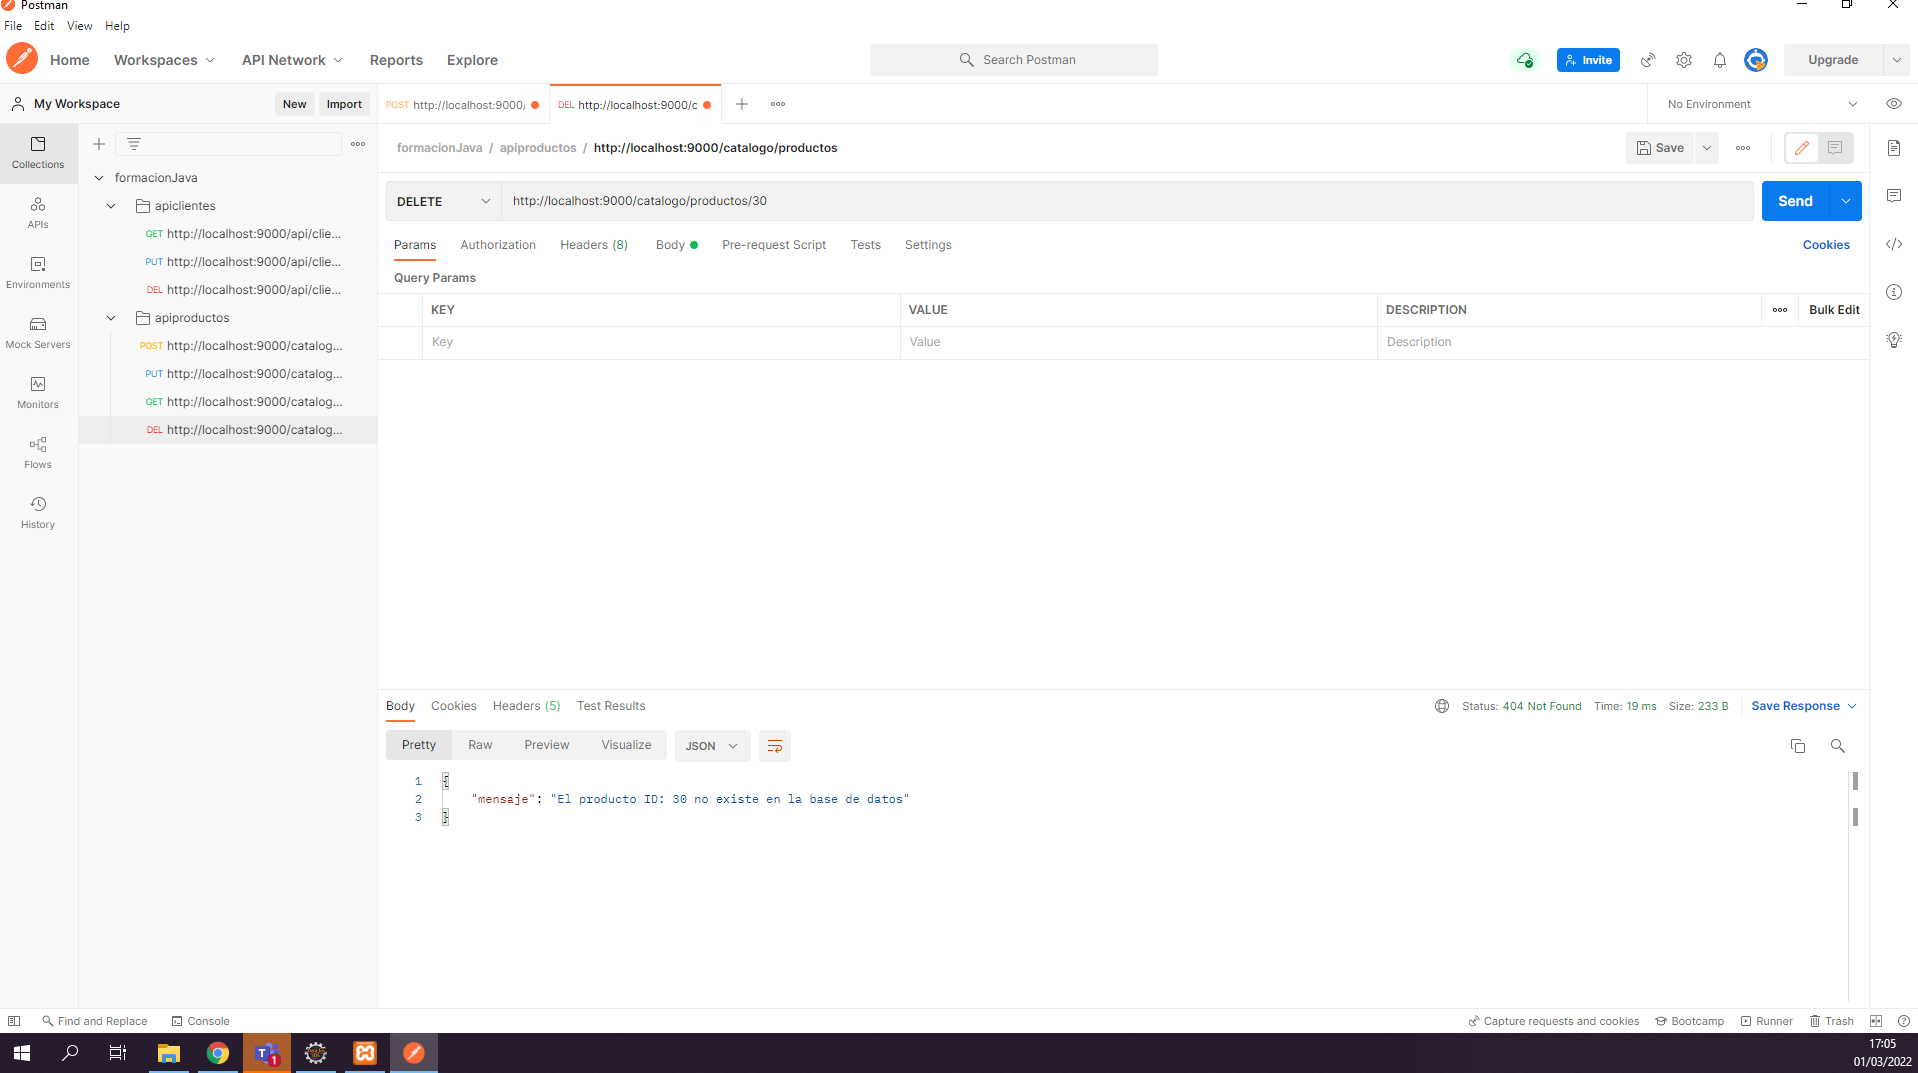 Postman
File Edit View Help
Home Workspaces API Network Reports Explore Search Postman Invite Upgrade
My Workspace New Import POST http://localhost:9000/ DEL http://localhost:9000/c No Environment
Collections
formacionJava / apiproductos / http://localhost:9000/catalogo/productos Save
formacionJava
DELETE http://localhost:9000/catalogo/productos/30 Send
apiclientes
APIs
GET http://localhost:9000/api/clie...
Params Authorization Headers (8) Body Pre-request Script Tests Settings Cookies
PUT http://localhost:9000/api/clie...
Query Params
Environments
DEL http://localhost:9000/api/clie...
KEY VALUE DESCRIPTION Bulk Edit
apiproductos
Mock Servers
POST http://localhost:9000/catalog...
Key Value Description
PUT http://localhost:9000/catalog...
GET http://localhost:9000/catalog...
Monitors
DEL http://localhost:9000/catalog...
Flows
History
Body Cookies Headers (5) Test Results Status: 404 Not Found Time: 19 ms Size: 233 B Save Response
Pretty Raw Preview Visualize JSON
1 {
2 "mensaje": "El producto ID: 30 no existe en la base de datos"
3 }
Find and Replace Console Capture requests and cookies Bootcamp Runner Trash
1
17:05
01/03/2022